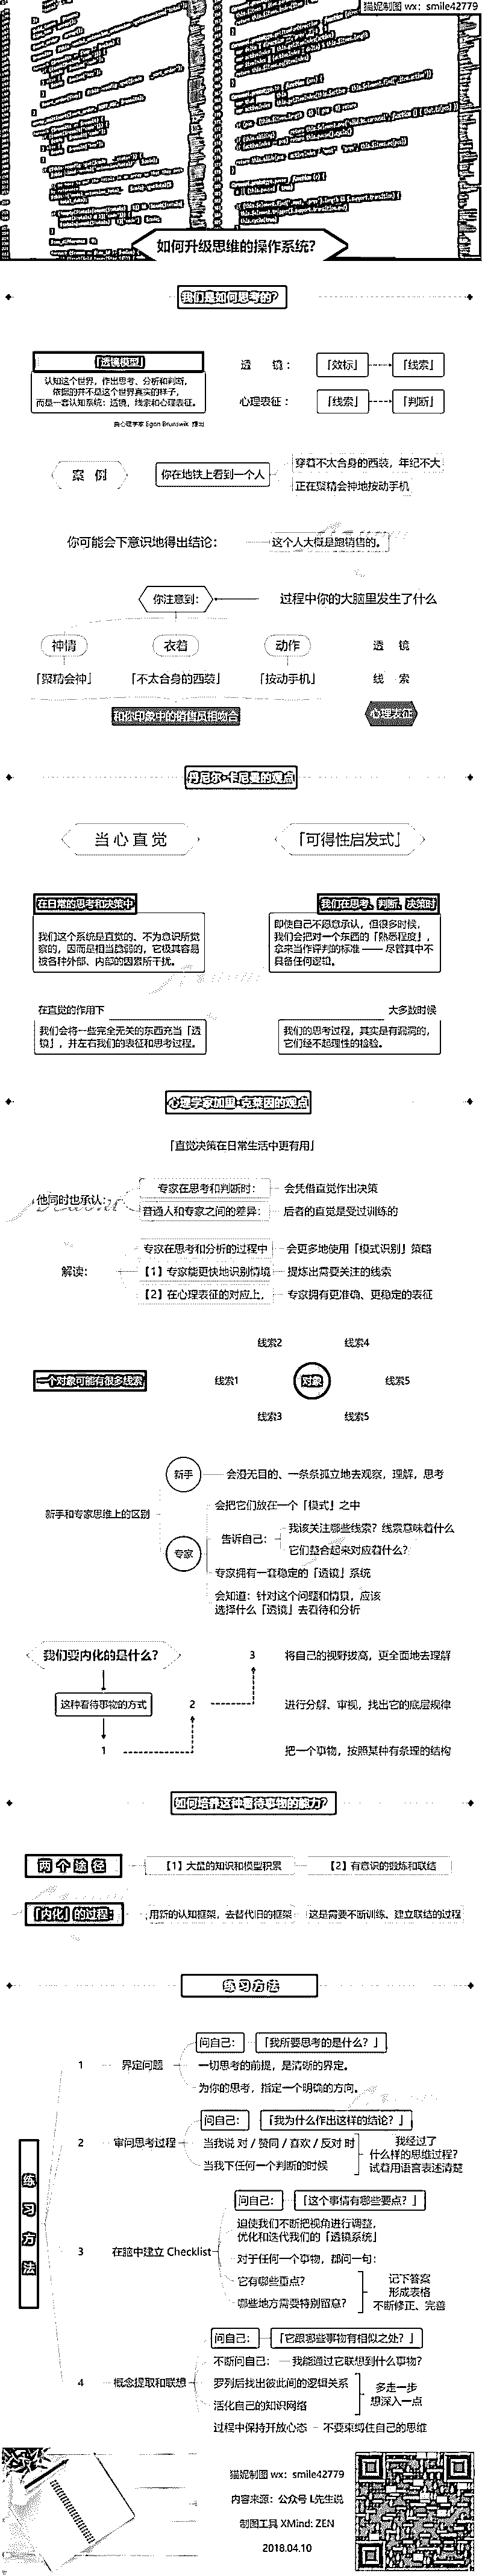 猫妮制图 wx: smile42779
如何升级思维的操作系统?
我们是如何思考的?
「透镜模型」
认知这个世界,作出思考、分析和判断,
依据的并不是这个世界真实的样子,
而是一套认知系统:透镜,线索和心理表征。
由心理学家 Egon Brunswik 提出
透 镜: 「效标」 「线索」
心理表征: 「线索」 「判断」
案 例
你在地铁上看到一个人
穿着不太合身的西装,年纪不大
正在聚精会神地按动手机
你可能会下意识地得出结论: 这个人大概是跑销售的。
你注意到: 过程中你的大脑里发生了什么
神情 衣着 动作 透 镜
「聚精会神」 「不太合身的西装」 「按动手机」 线 索
和你印象中的销售员相吻合 心理表征
丹尼尔·卡尼曼的观点
当心直觉 「可得性启发式」
在日常的思考和决策中
我们这个系统是直觉的、不为意识所觉
察的,因而是相当脆弱的,它极其容易
被各种外部、内部的因素所干扰。
我们在思考、判断、决策时
即使自己不愿意承认,但很多时候,
我们会把对一个东西的「熟悉程度」,
拿来当作评判的标准 —— 尽管其中不
具备任何逻辑。
在直觉的作用下
我们会将一些完全无关的东西充当「透
镜」,并左右我们的表征和思考过程。
大多数时候
我们的思考过程,其实是有漏洞的,
它们经不起理性的检验。
心理学家加里·克莱因的观点
「直觉决策在日常生活中更有用」
他同时也承认:
专家在思考和判断时: 会凭借直觉作出决策
普通人和专家之间的差异: 后者的直觉是受过训练的
解读:
专家在思考和分析的过程中 会更多地使用「模式识别」策略
【1】专家能更快地识别情境 提炼出需要关注的线索
【2】在心理表征的对应上, 专家拥有更准确、更稳定的表征
一个对象可能有很多线索
线索2 线索4
线索1 对象 线索5
线索3 线索5
新手和专家思维上的区别
新手 会没无目的、一条条孤立地去观察,理解,思考
专家
会把它们放在一个「模式」之中
告诉自己:
我该关注哪些线索?线索意味着什么
它们整合起来对应着什么?
专家拥有一套稳定的「透镜」系统
会知道:针对这个问题和情景,应该
选择什么「透镜」去看待和分析
我们要内化的是什么?
这种看待事物的方式
3 将自己的视野拔高,更全面地去理解
2 进行分解、审视,找出它的底层规律
1 把一个事物,按照某种有条理的结构
如何培养这种看待事物的能力?
两个途径 【1】大量的知识和模型积累 【2】有意识的锻炼和联结
「内化」的过程: 用新的认知框架,去替代旧的框架 这是需要不断训练、建立联结的过程
练习方法
练习方法
1 界定问题
问自己: 「我所要思考的是什么?」
一切思考的前提,是清晰的界定。
为你的思考,指定一个明确的方向。
2 审问思考过程
问自己: 「我为什么作出这样的结论?」
当我说 对 / 赞同 / 喜欢 / 反对 时
当我下任何一个判断的时候
我经过了
什么样的思维过程?
试着用语言表述清楚
3 在脑中建立 Checklist
问自己: 「这个事情有哪些要点?」
迫使我们不断把视角进行调整,
优化和迭代我们的「透镜系统」
对于任何一个事物,都问一句:
它有哪些重点?
哪些地方需要特别留意?
记下答案
形成表格
不断修正、完善
4 概念提取和联想
问自己: 「它跟哪些事物有相似之处?」
不断问自己: 我能通过它联想到什么事物?
罗列后找出彼此间的逻辑关系
活化自己的知识网络
多走一步
想深入一点
过程中保持开放心态 不要束缚住自己的思维
猫妮制图 wx: smile42779
内容来源:公众号 L先生说
制图工具 XMind: ZEN
2018.04.10